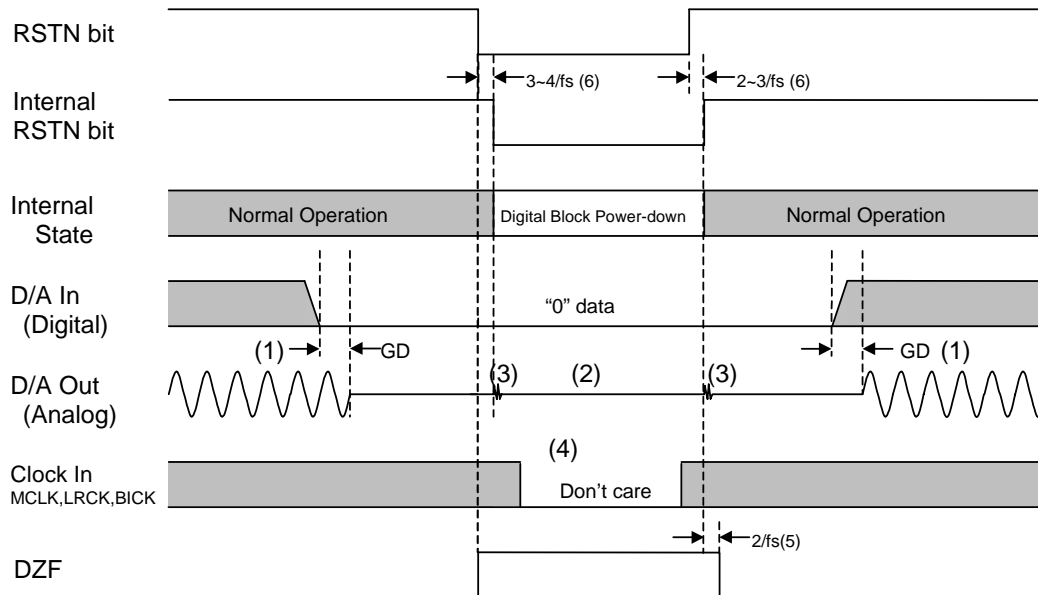 RSTN bit
3~4/fs (6)
2~3/fs (6)
Internal
RSTN bit
Internal
State
Normal Operation
Digital Block Power-down
Normal Operation
D/A In
(Digital)
“0” data
(1)
GD
GD
(1)
D/A Out
(Analog)
(3)
(2)
(3)
(4)
Clock In
MCLK,LRCK,BICK
Don’t care
2/fs(5)
DZF